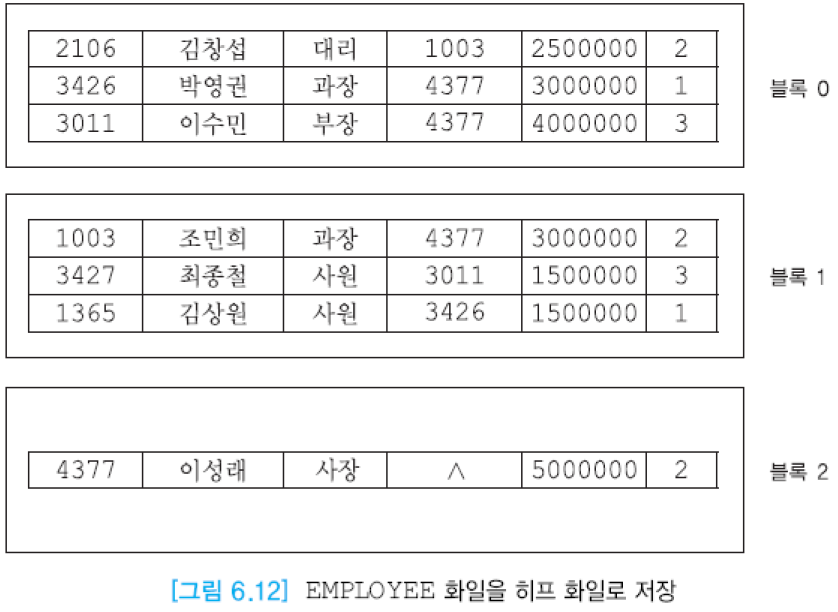 2106 김창섭 대리 1003 2500000 2
3426 박영권 과장 4377 3000000 1
3011 이수민 부장 4377 4000000 3
블록 0
1003 조민희 과장 4377 3000000 2
3427 최종철 사원 3011 1500000 3
1365 김상원 사원 3426 1500000 1
블록 1
4377 이성래 사장 ∧ 5000000 2
블록 2
[그림 6.12] EMPLOYEE 화일을 히프 화일로 저장